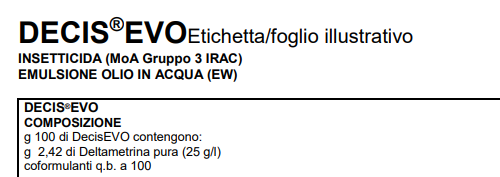 DECIS®EVO Etichetta/foglio illustrativo
INSETTICIDA (MoA Gruppo 3 IRAC)
EMULSIONE OLIO IN ACQUA (EW)
DECIS®EVO
COMPOSIZIONE
g 100 di DecisEVO contengono:
g 2,42 di Deltametrina pura (25 g/l)
coformulanti q.b. a 100